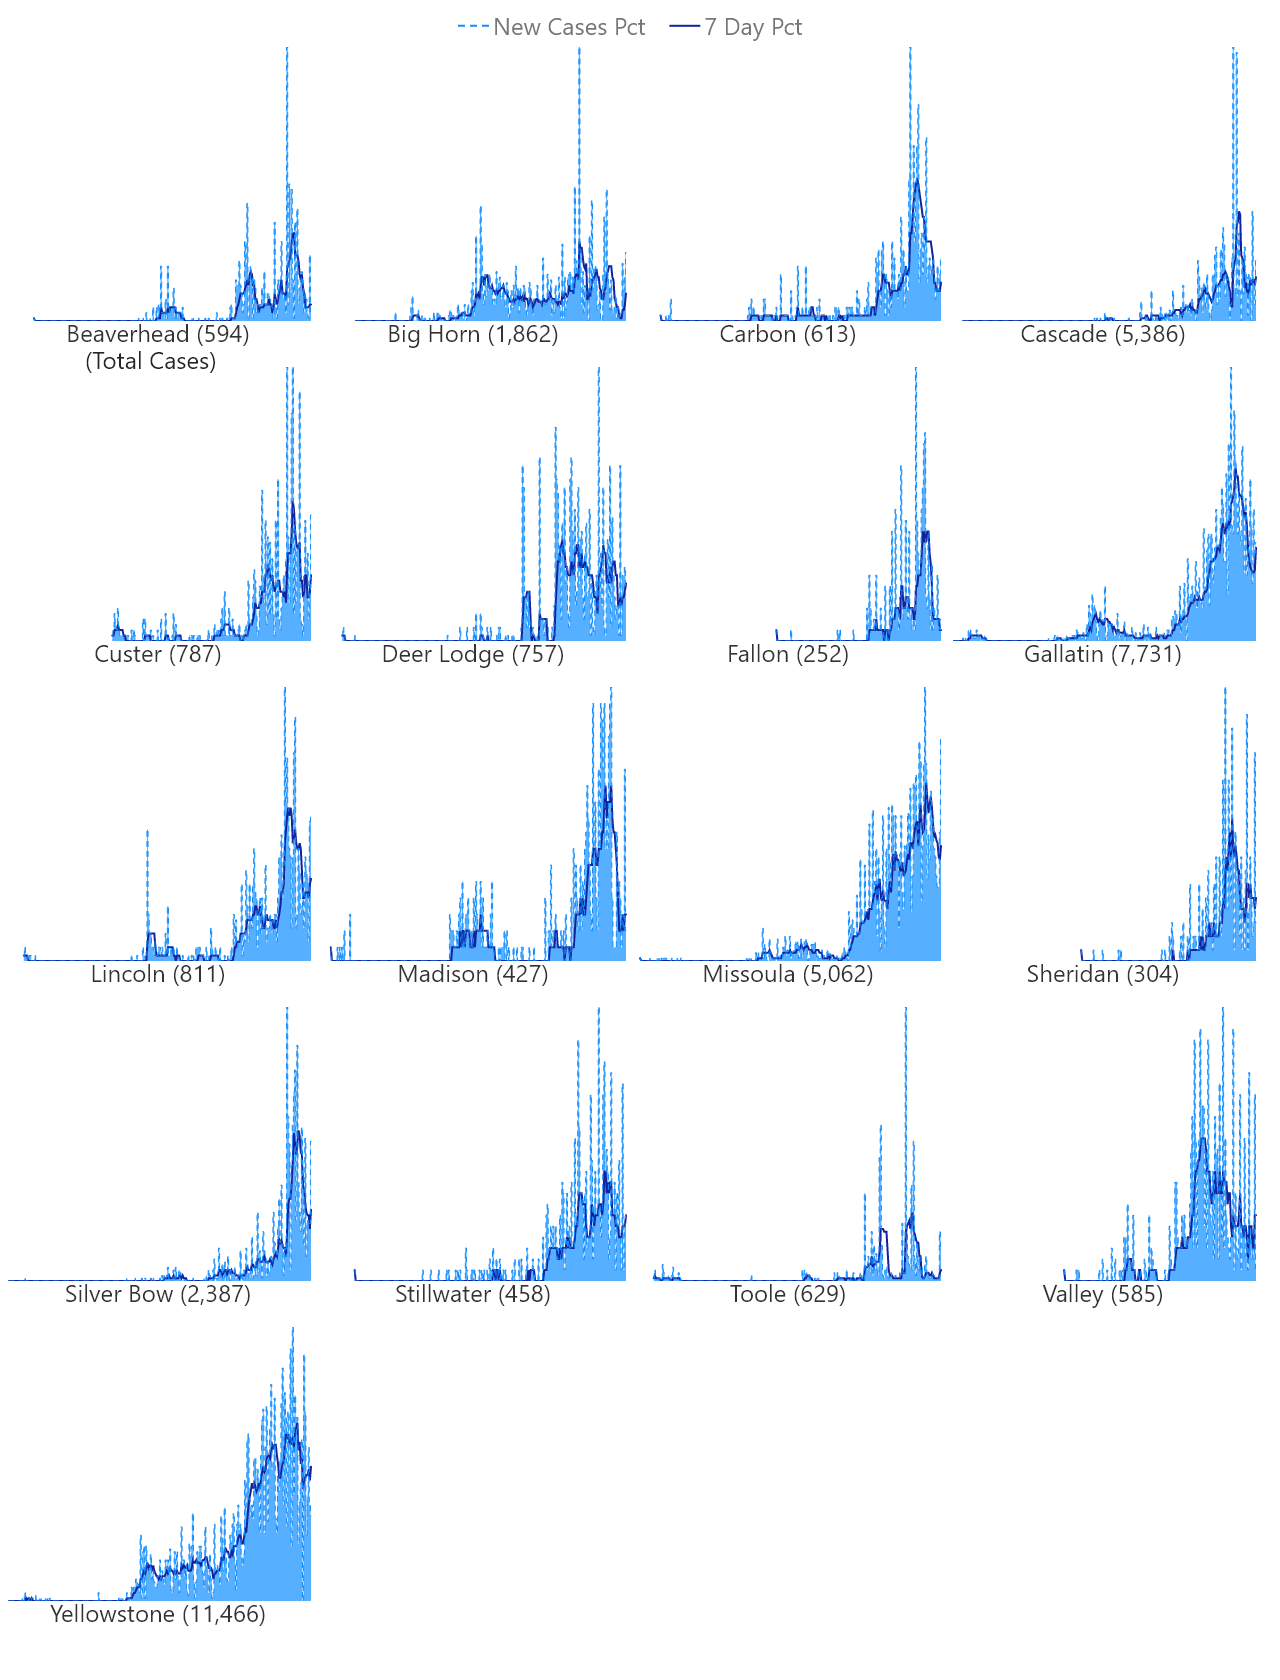 New Cases Pct 7 Day Pct
Beaverhead (594) Big Horn (1,862) Carbon (613) Cascade (5,386)
(Total Cases)
Custer (787) Deer Lodge (757) Fallon (252) Gallatin (7,731)
Lincoln (811) Madison (427) Missoula (5,062) Sheridan (304)
Silver Bow (2,387) Stillwater (458) Toole (629) Valley (585)
Yellowstone (11,466)